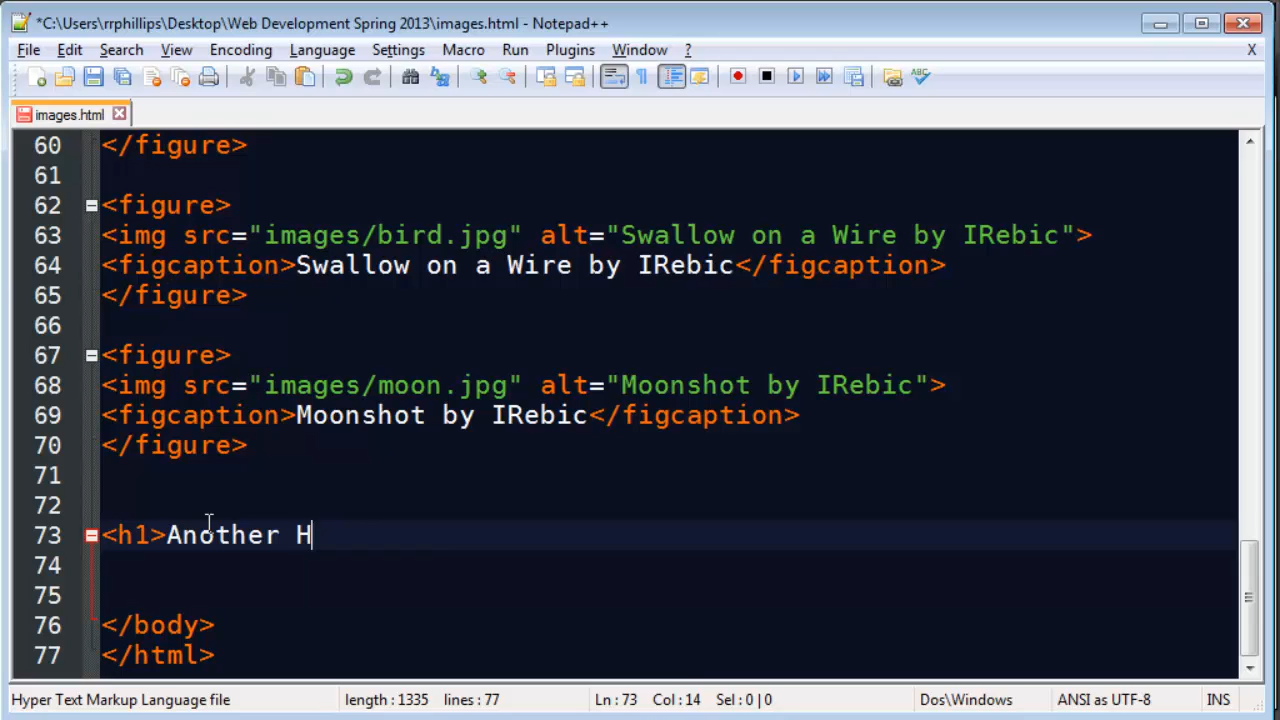 *C:\Users\rrphillips\Desktop\Web Development Spring 2013\images.html - Notepad++
File Edit Search View Encoding Language Settings Macro Run Plugins Window ? X
images.html
60 </figure>
61
62 <figure>
63 <img src="images/bird.jpg" alt="Swallow on a Wire by IRebic">
64 <figcaption>Swallow on a Wire by IRebic</figcaption>
65 </figure>
66
67 <figure>
68 <img src="images/moon.jpg" alt="Moonshot by IRebic">
69 <figcaption>Moonshot by IRebic</figcaption>
70 </figure>
71
72
73 <h1>Another H
74
75
76 </body>
77 </html>
Hyper Text Markup Language file length : 1335 lines : 77 Ln : 73 Col : 14 Sel : 0 | 0 Dos\Windows ANSI as UTF-8 INS